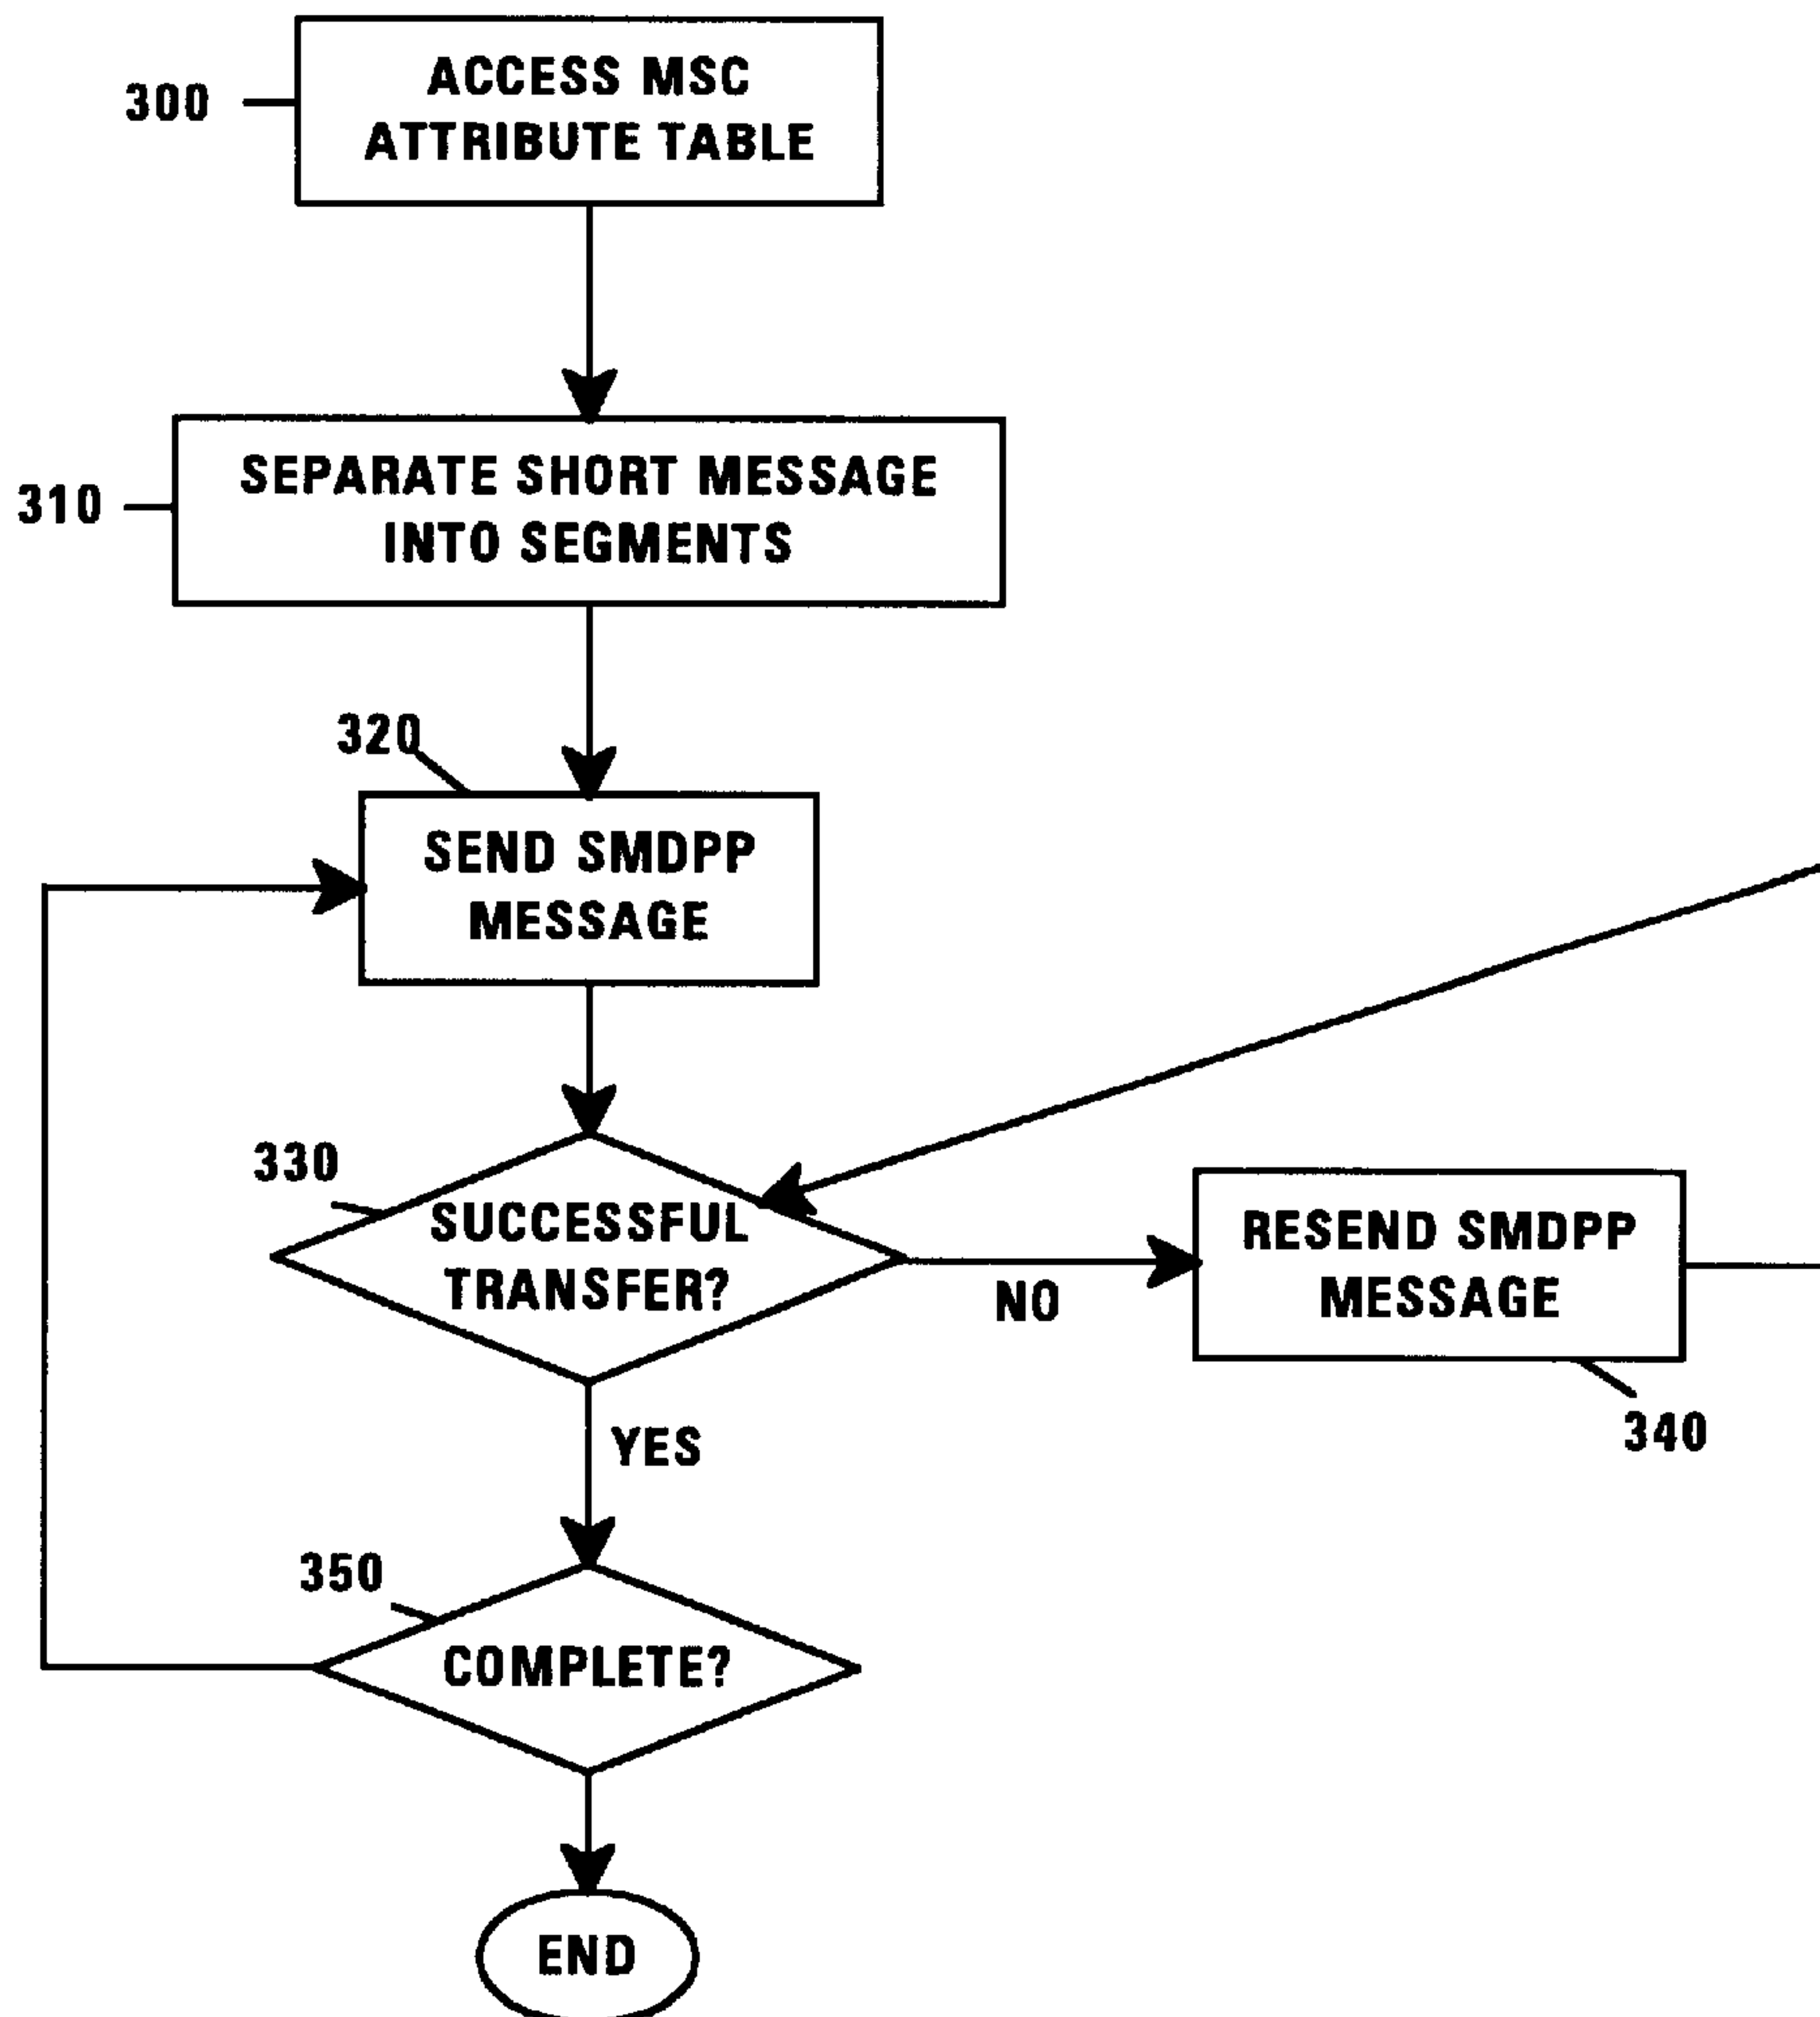 300
ACCESS MSC
ATTRIBUTE TABLE
310
SEPARATE SHORT MESSAGE
INTO SEGMENTS
320
SEND SMDPP
MESSAGE
330
SUCCESSFUL
TRANSFER?
NO
RESEND SMDPP
MESSAGE
340
YES
350
COMPLETE?
END